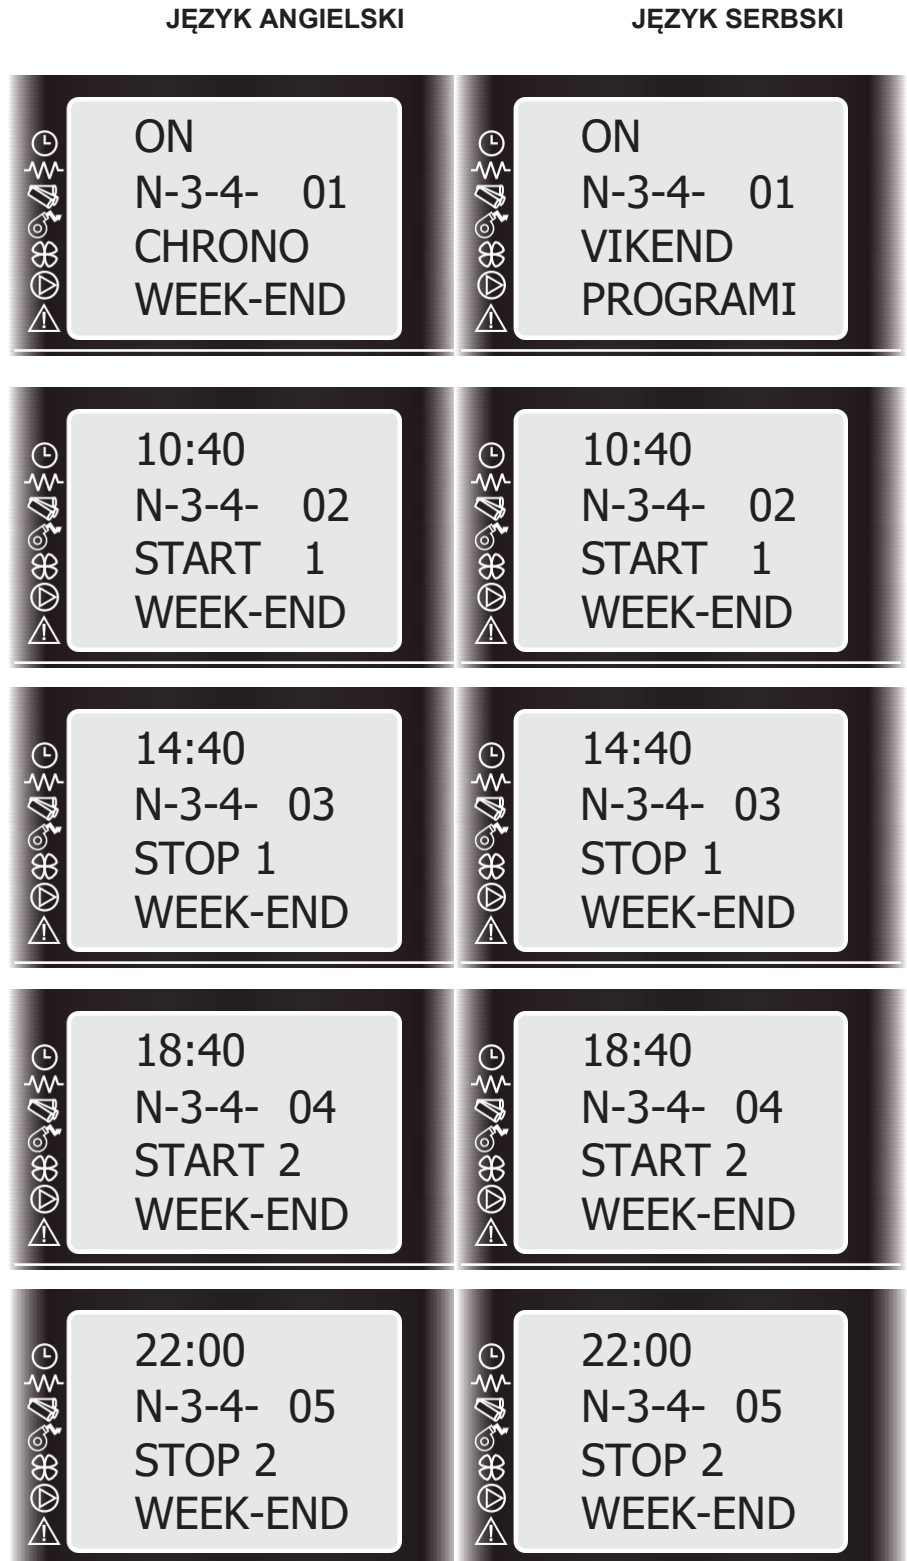 JĘZYK ANGIELSKI
JĘZYK SERBSKI
ON
N-3-4- 01
CHRONO
WEEK-END
ON
N-3-4- 01
VIKEND
PROGRAMI
10:40
N-3-4- 02
START 1
WEEK-END
10:40
N-3-4- 02
START 1
WEEK-END
14:40
N-3-4- 03
STOP 1
WEEK-END
14:40
N-3-4- 03
STOP 1
WEEK-END
18:40
N-3-4- 04
START 2
WEEK-END
18:40
N-3-4- 04
START 2
WEEK-END
22:00
N-3-4- 05
STOP 2
WEEK-END
22:00
N-3-4- 05
STOP 2
WEEK-END